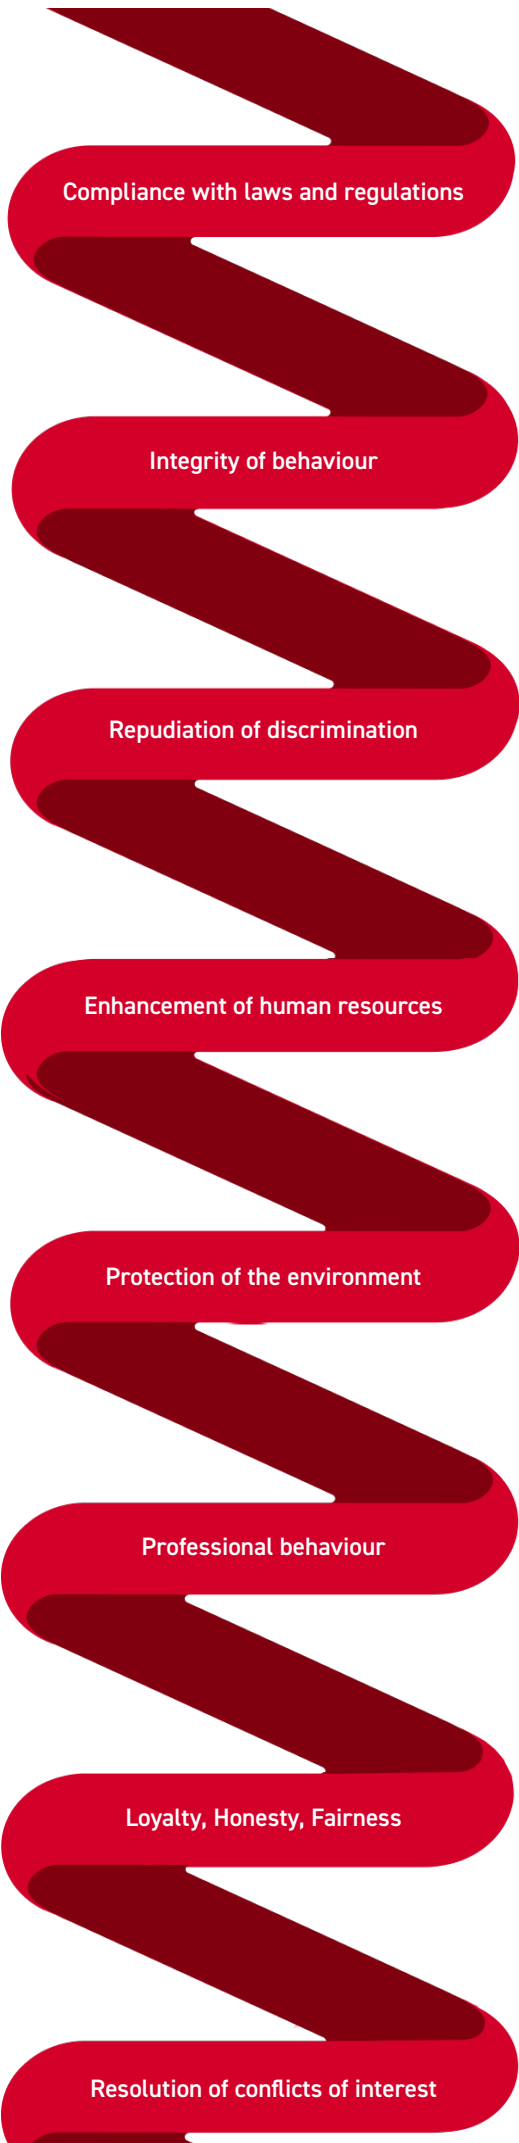 Compliance with laws and regulations
Integrity of behaviour
Repudiation of discrimination
Enhancement of human resources
Protection of the environment
Professional behaviour
Loyalty, Honesty, Fairness
Resolution of conflicts of interest